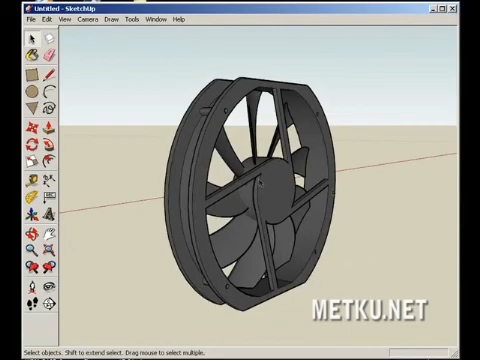 Untitled - SketchUp
File Edit View Camera Draw Tools Window Help
METKU.NET
Select objects. Shift to extend select. Drag mouse to select multiple.